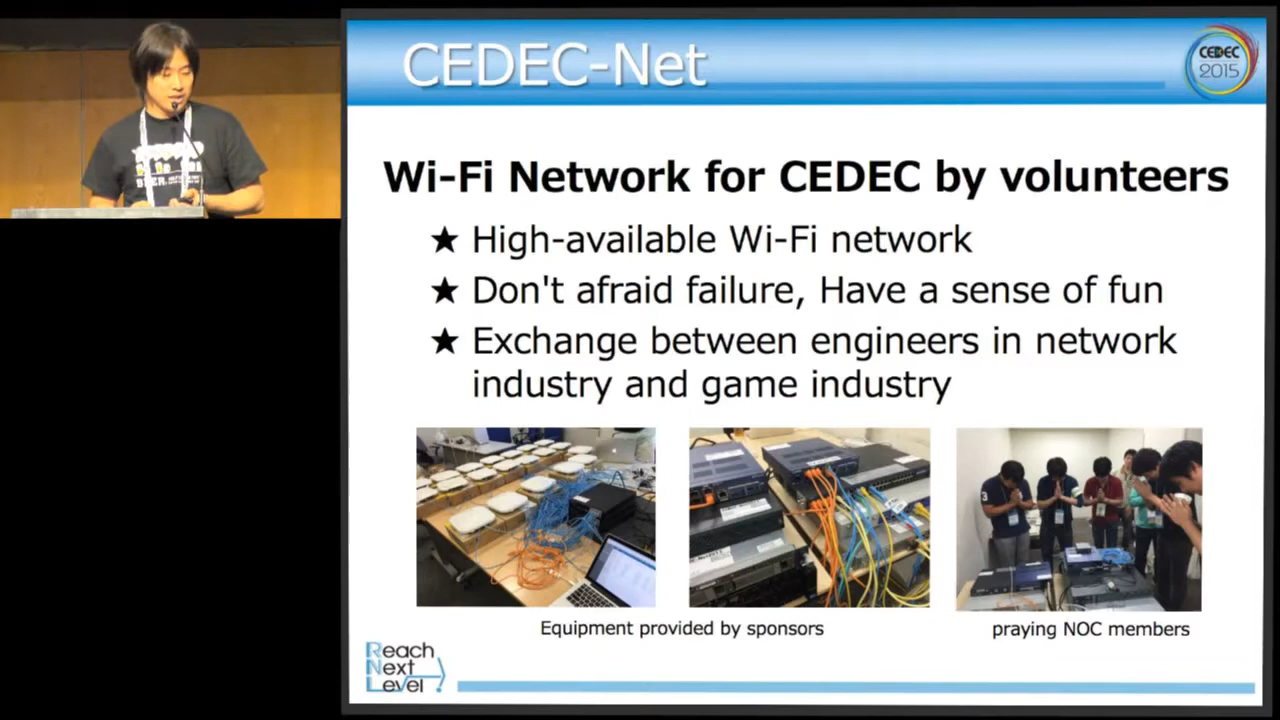 CEDEC-Net
CEDEC
2015
Wi-Fi Network for CEDEC by volunteers
★ High-available Wi-Fi network
★ Don't afraid failure, Have a sense of fun
★ Exchange between engineers in network
industry and game industry
Equipment provided by sponsors
praying NOC members
Reach
Next
Level